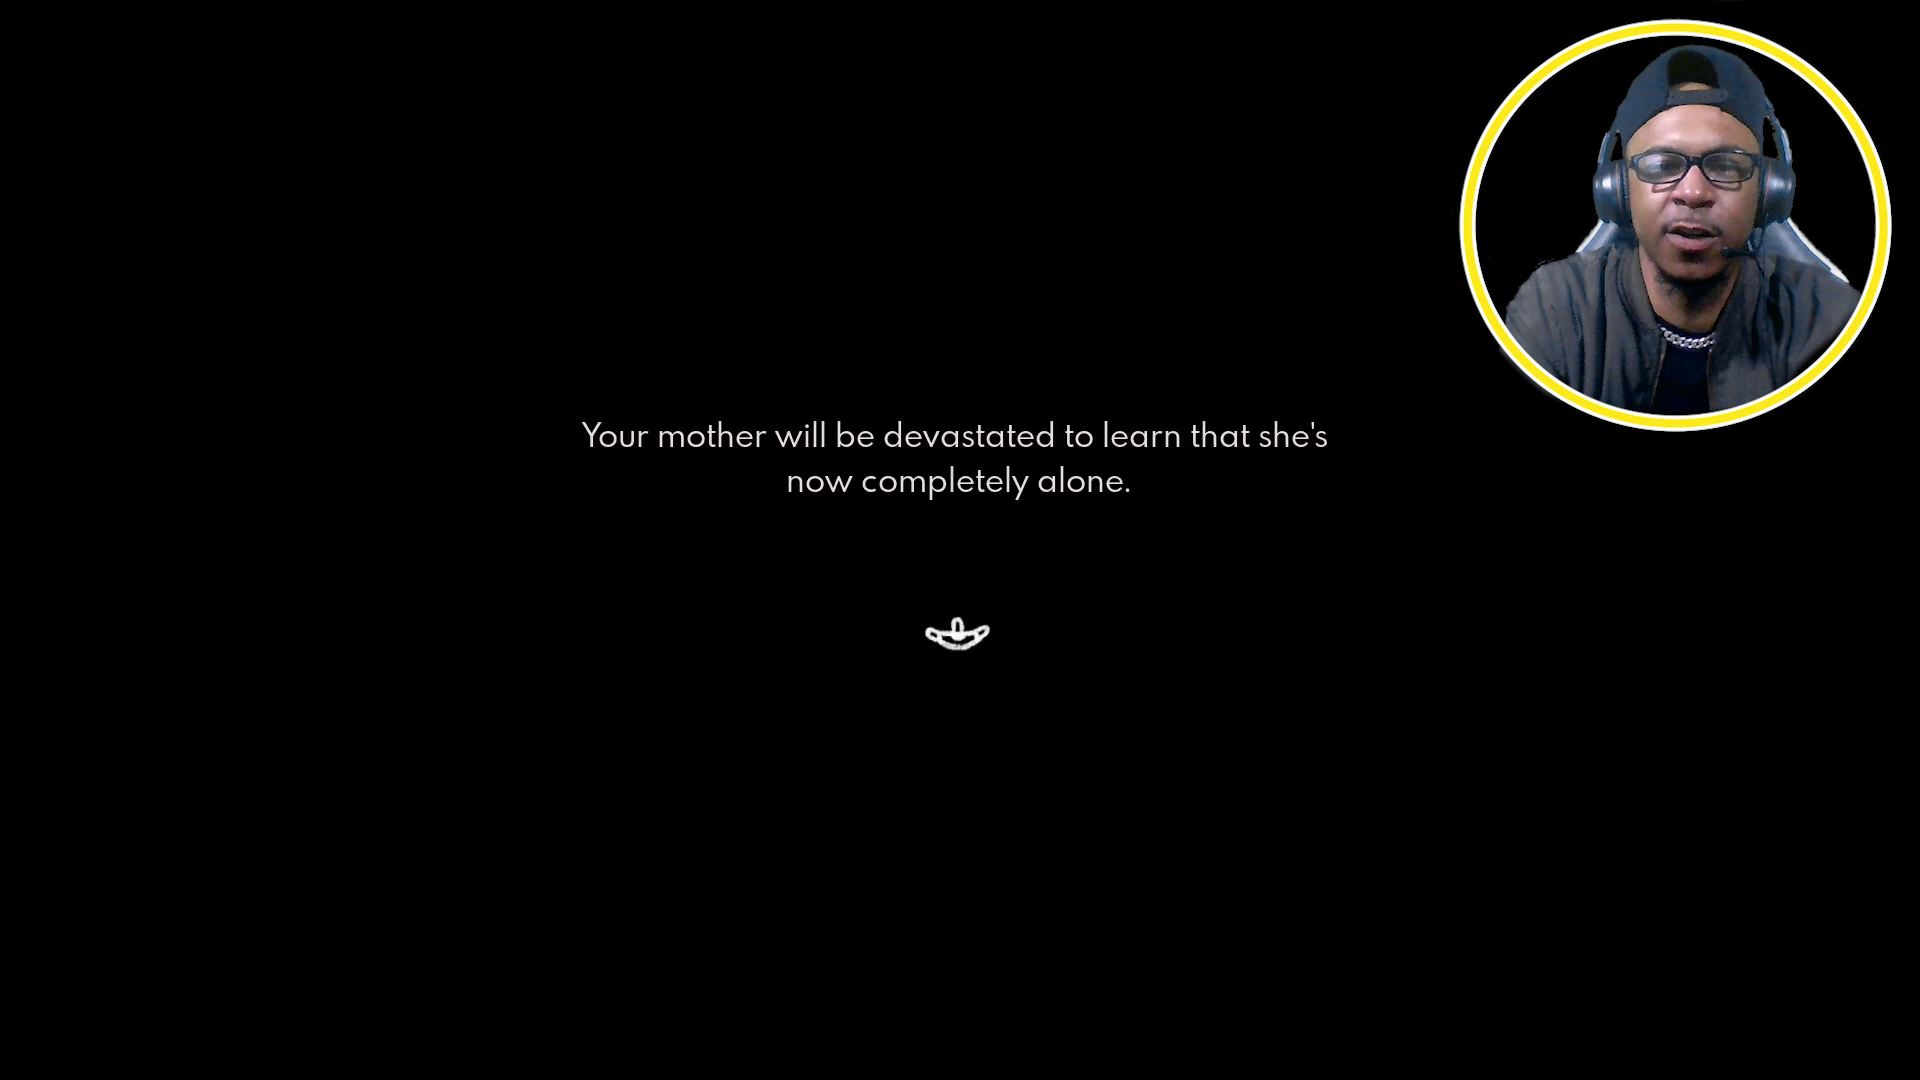 Your mother will be devastated to learn that she's
now completely alone.